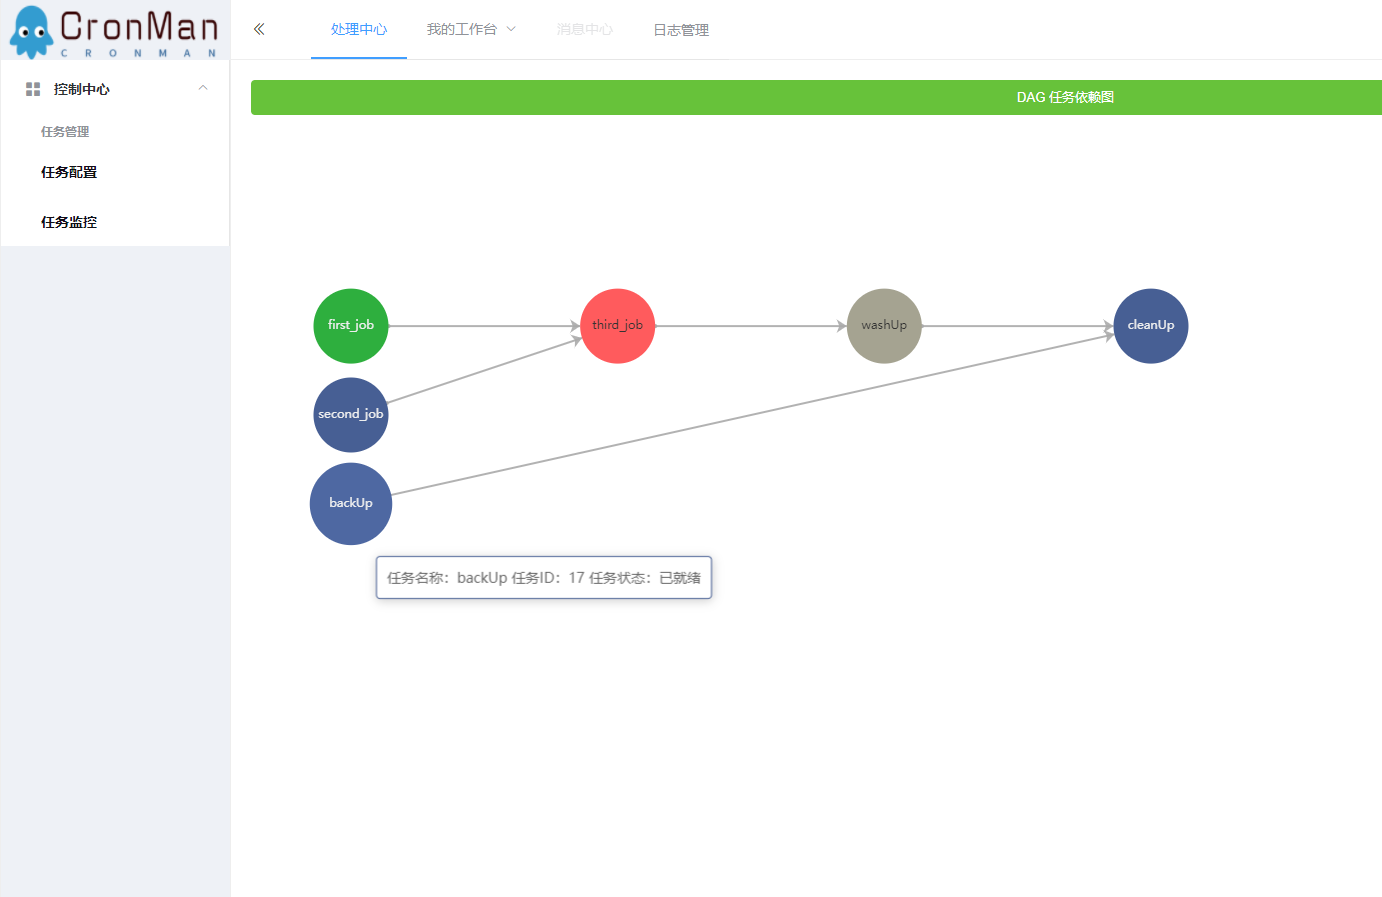 CronMan
CRONMAN
处理中心
我的工作台
消息中心
日志管理
控制中心
任务管理
任务配置
任务监控
DAG 任务依赖图
first_job
third_job
washUp
cleanUp
second_job
backUp
任务名称：backUp 任务ID：17 任务状态：已就绪